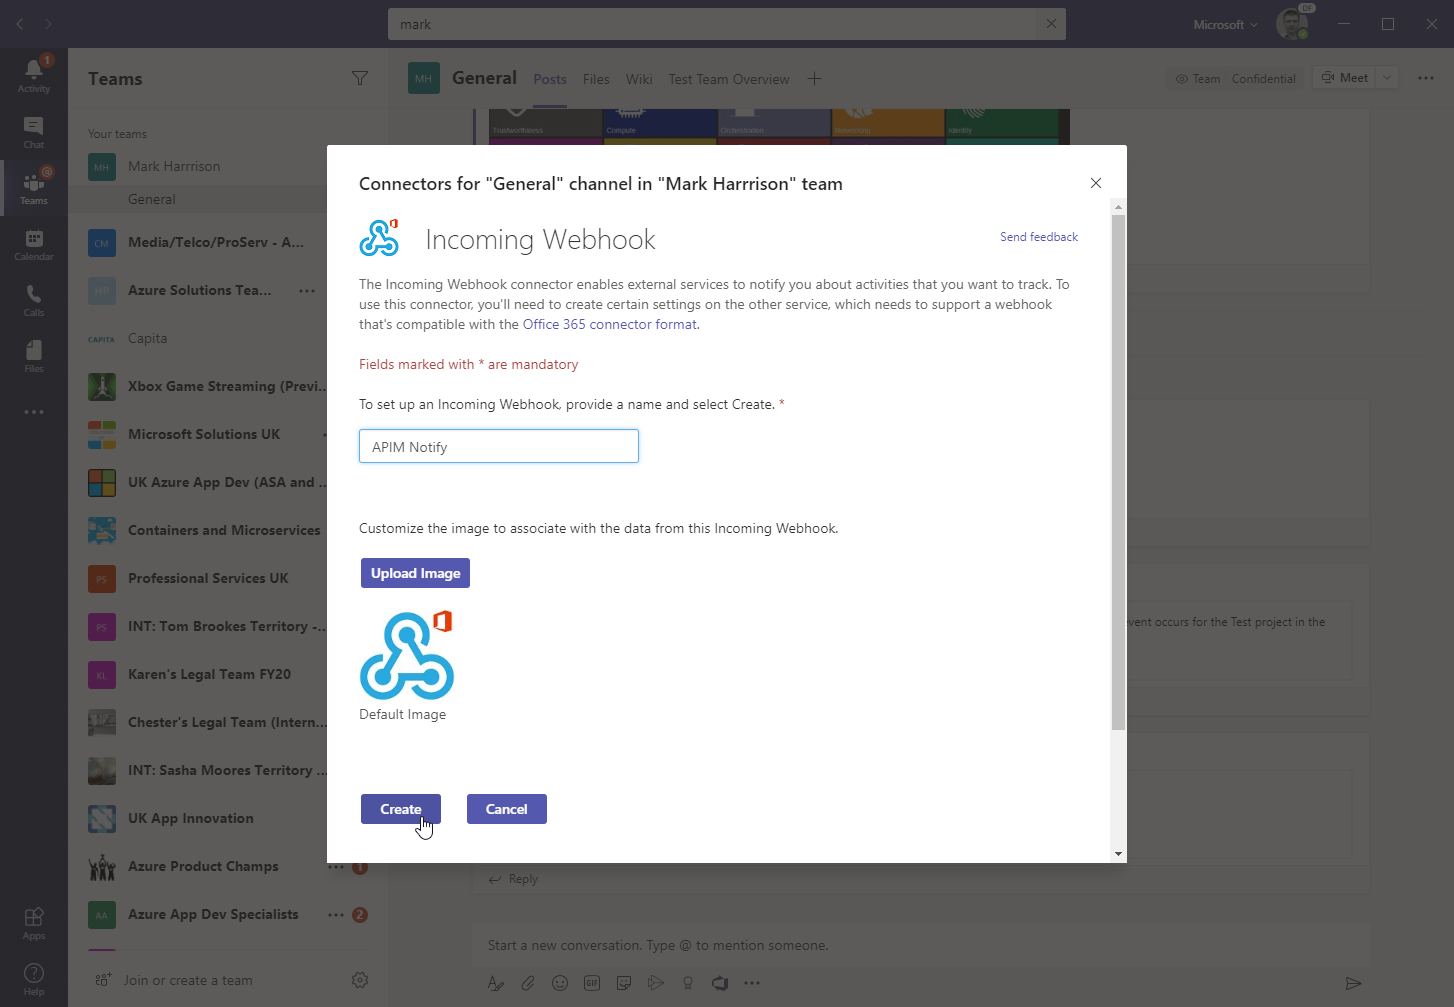 mark
Microsoft
DF
1
Activity
Chat
@
Teams
Calendar
Calls
Files
Apps
Help
Teams
Your teams
MH Mark Harrrison
General
CM Media/Telco/ProServ - A...
HP Azure Solutions Tea...
CAPITA Capita
Xbox Game Streaming (Previ...
Microsoft Solutions UK
UK Azure App Dev (ASA and ...
Containers and Microservices
PS Professional Services UK
PS INT: Tom Brookes Territory -...
KL Karen's Legal Team FY20
Chester's Legal Team (Intern...
INT: Sasha Moores Territory ...
UK App Innovation
Azure Product Champs 1
AA Azure App Dev Specialists 2
Join or create a team
MH General Posts Files Wiki Test Team Overview
Team Confidential Meet
Trustworthiness Compute Orchestration Networking Identity
Connectors for "General" channel in "Mark Harrrison" team
Incoming Webhook
Send feedback
The Incoming Webhook connector enables external services to notify you about activities that you want to track. To
use this connector, you'll need to create certain settings on the other service, which needs to support a webhook
that's compatible with the Office 365 connector format.
Fields marked with * are mandatory
To set up an Incoming Webhook, provide a name and select Create. *
APIM Notify
Customize the image to associate with the data from this Incoming Webhook.
Upload Image
Default Image
Create Cancel
event occurs for the Test project in the
Reply
Start a new conversation. Type @ to mention someone.
GIF